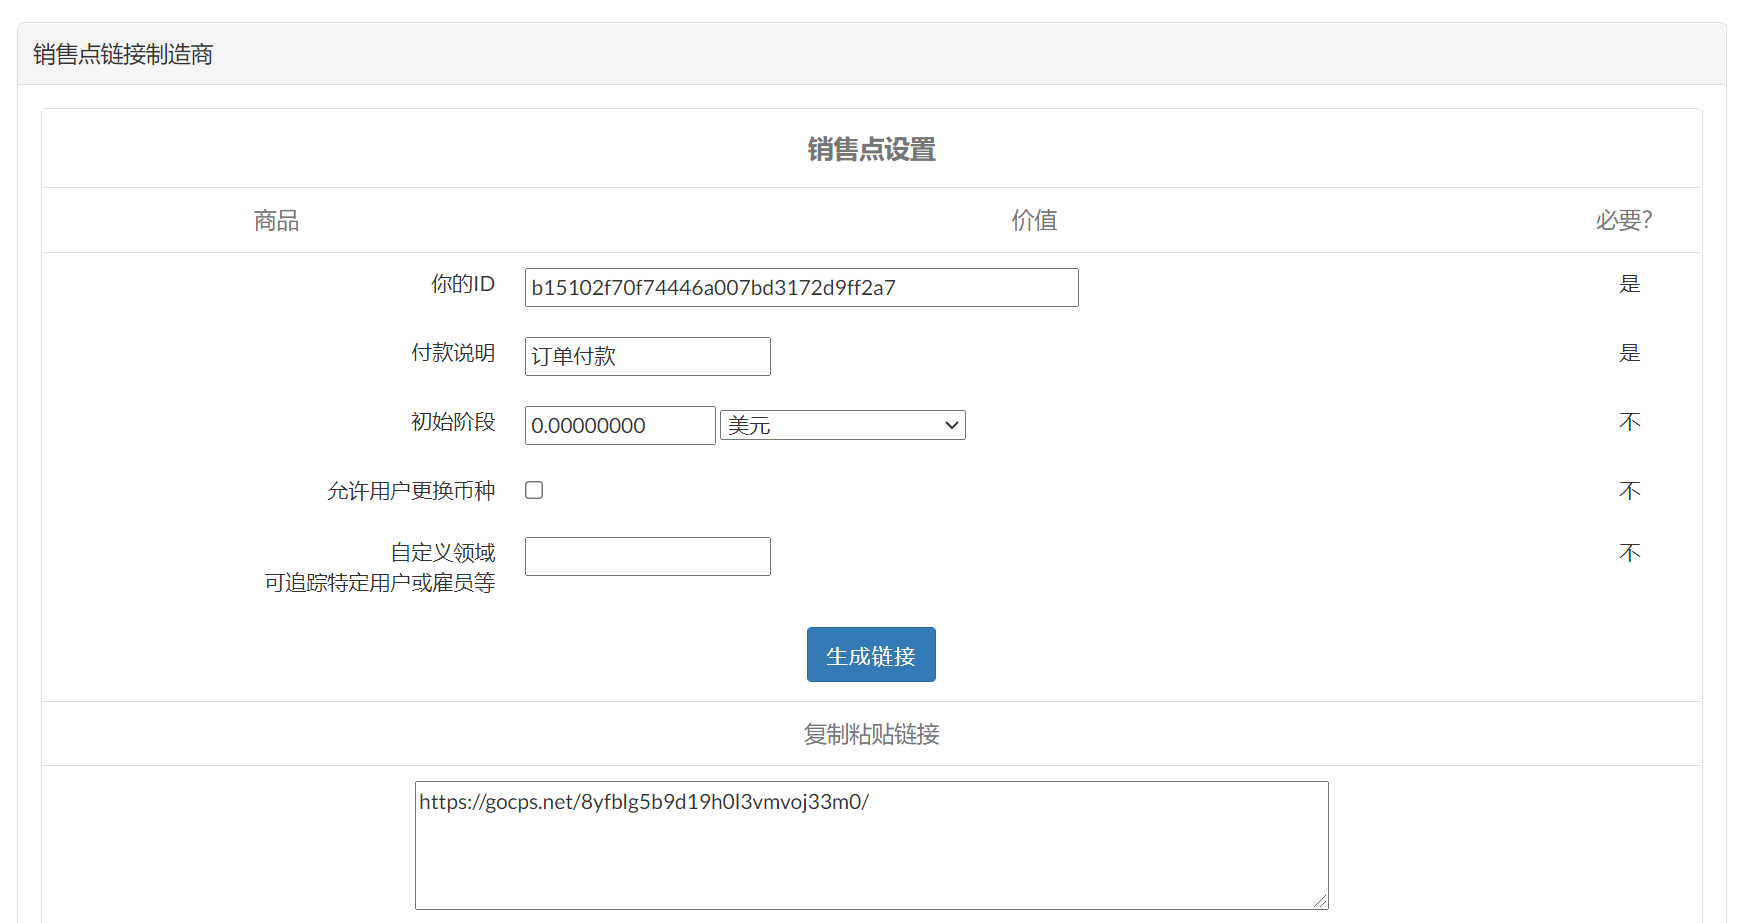 销售点链接制造商
销售点设置
商品 价值 必要?
你的ID b15102f70f74446a007bd3172d9ff2a7 是
付款说明 订单付款 是
初始阶段 0.00000000 美元 不
允许用户更换币种 不
自定义领域 不
可追踪特定用户或雇员等
生成链接
复制粘贴链接
https://gocps.net/8yfblg5b9d19h0l3vmvoj33m0/